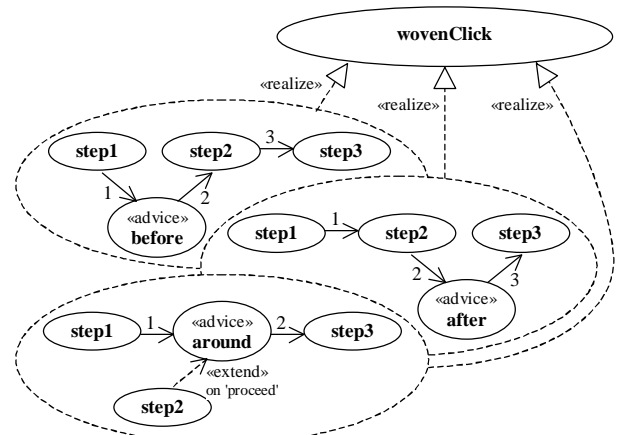 wovenClick
«realize»
«realize»
«realize»
step1
step2
3
step3
1
2
«advice»
before
step1
1
step2
step3
2
3
«advice»
after
step1
1
«advice»
around
2
step3
«extend»
on 'proceed'
step2